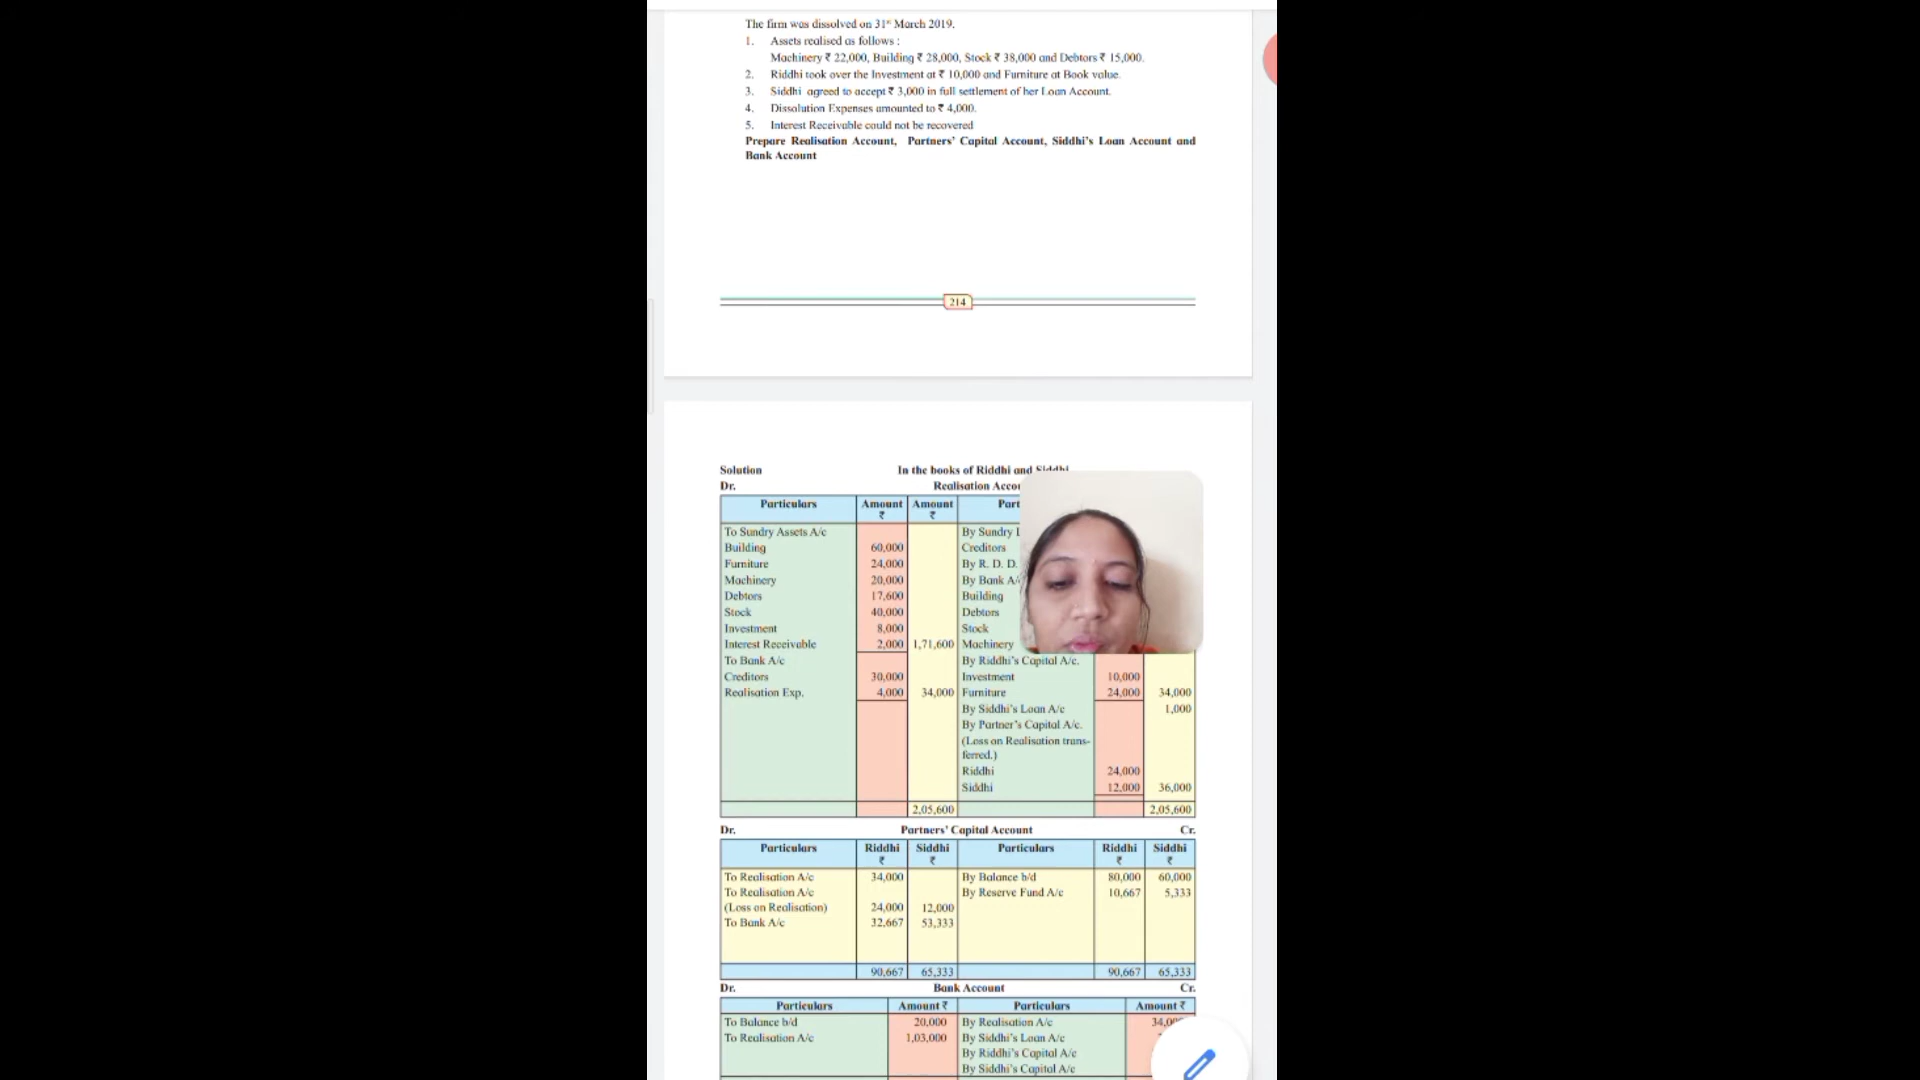 The firm was dissolved on 31st March 2019.
1. Assets realised as follows :
Machinery ₹ 22,000, Building ₹ 28,000, Stock ₹ 38,000 and Debtors ₹ 15,000.
2. Riddhi took over the Investment at ₹ 10,000 and Furniture at Book value.
3. Siddhi agreed to accept ₹ 3,000 in full settlement of her Loan Account.
4. Dissolution Expenses amounted to ₹ 4,000.
5. Interest Receivable could not be recovered
Prepare Realisation Account, Partners' Capital Account, Siddhi's Loan Account and
Bank Account
214
Solution In the books of Riddhi and Siddhi
Dr. Realisation
Particulars Amount ₹ Amount ₹
To Sundry Assets A/c By Sundry
Building 60,000 Creditors
Furniture 24,000 By R. D. D.
Machinery 20,000 By Bank
Debtors 17,600 Building
Stock 40,000 Debtors
Investment 8,000 Stock
Interest Receivable 2,000 1,71,600 Machinery
To Bank A/c By Riddhi's Capital A/c.
Creditors 30,000 Investment 10,000
Realisation Exp. 4,000 34,000 Furniture 24,000 34,000
By Siddhi's Loan A/c 1,000
By Partner's Capital A/c.
(Loss on Realisation trans-
ferred.)
Riddhi 24,000
Siddhi 12,000 36,000
2,05,600 2,05,600
Dr. Partners' Capital Account Cr.
Particulars Riddhi ₹ Siddhi ₹ Particulars Riddhi ₹ Siddhi ₹
To Realisation A/c 34,000 By Balance b/d 80,000 60,000
To Realisation A/c By Reserve Fund A/c 10,667 5,333
(Loss on Realisation) 24,000 12,000
To Bank A/c 32,667 53,333
90,667 65,333 90,667 65,333
Dr. Bank Account Cr.
Particulars Amount ₹ Particulars Amount ₹
To Balance b/d 20,000 By Realisation A/c
To Realisation A/c 1,03,000 By Siddhi's Loan A/c
By Riddhi's Capital A/c
By Siddhi's Capital A/c